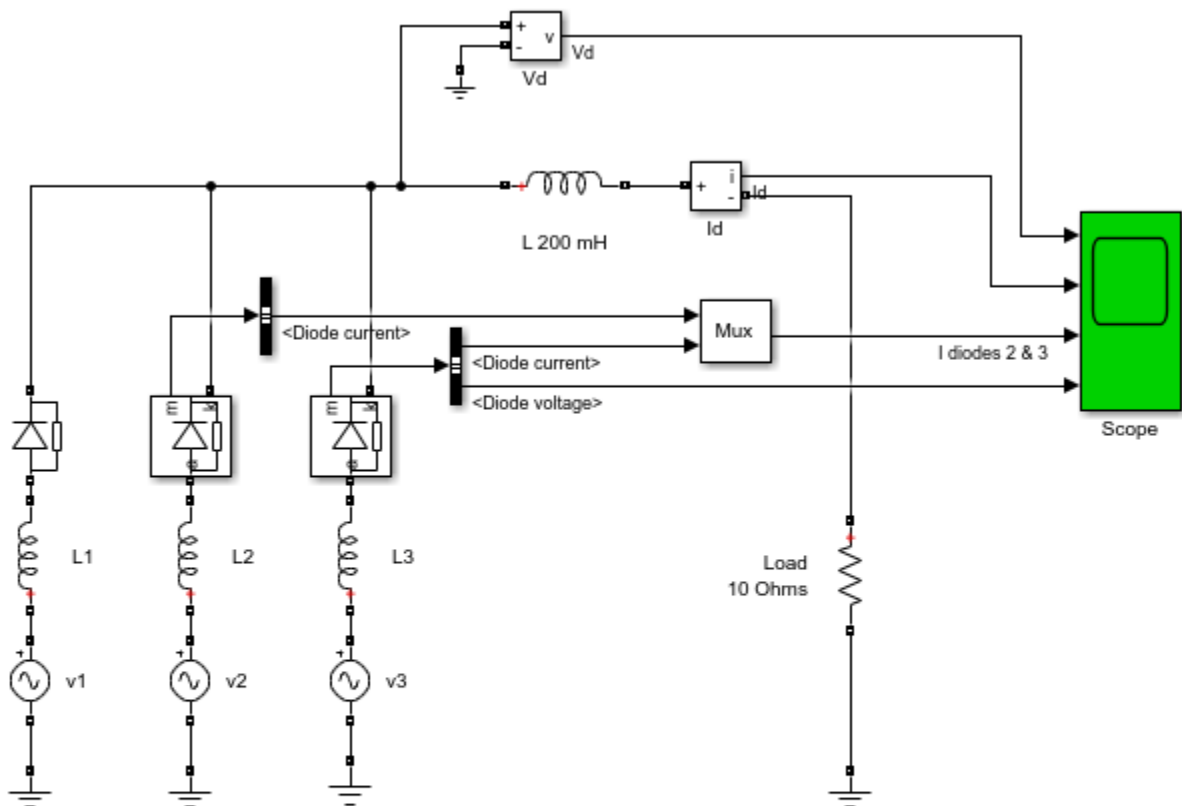 +
-
v
Vd
Vd
+
i
-
Id
Id
L 200 mH
<Diode current>
Mux
<Diode current>
I diodes 2 & 3
<Diode voltage>
Scope
m
k
a
m
k
a
L1
L2
L3
Load
10 Ohms
+
v1
+
v2
+
v3